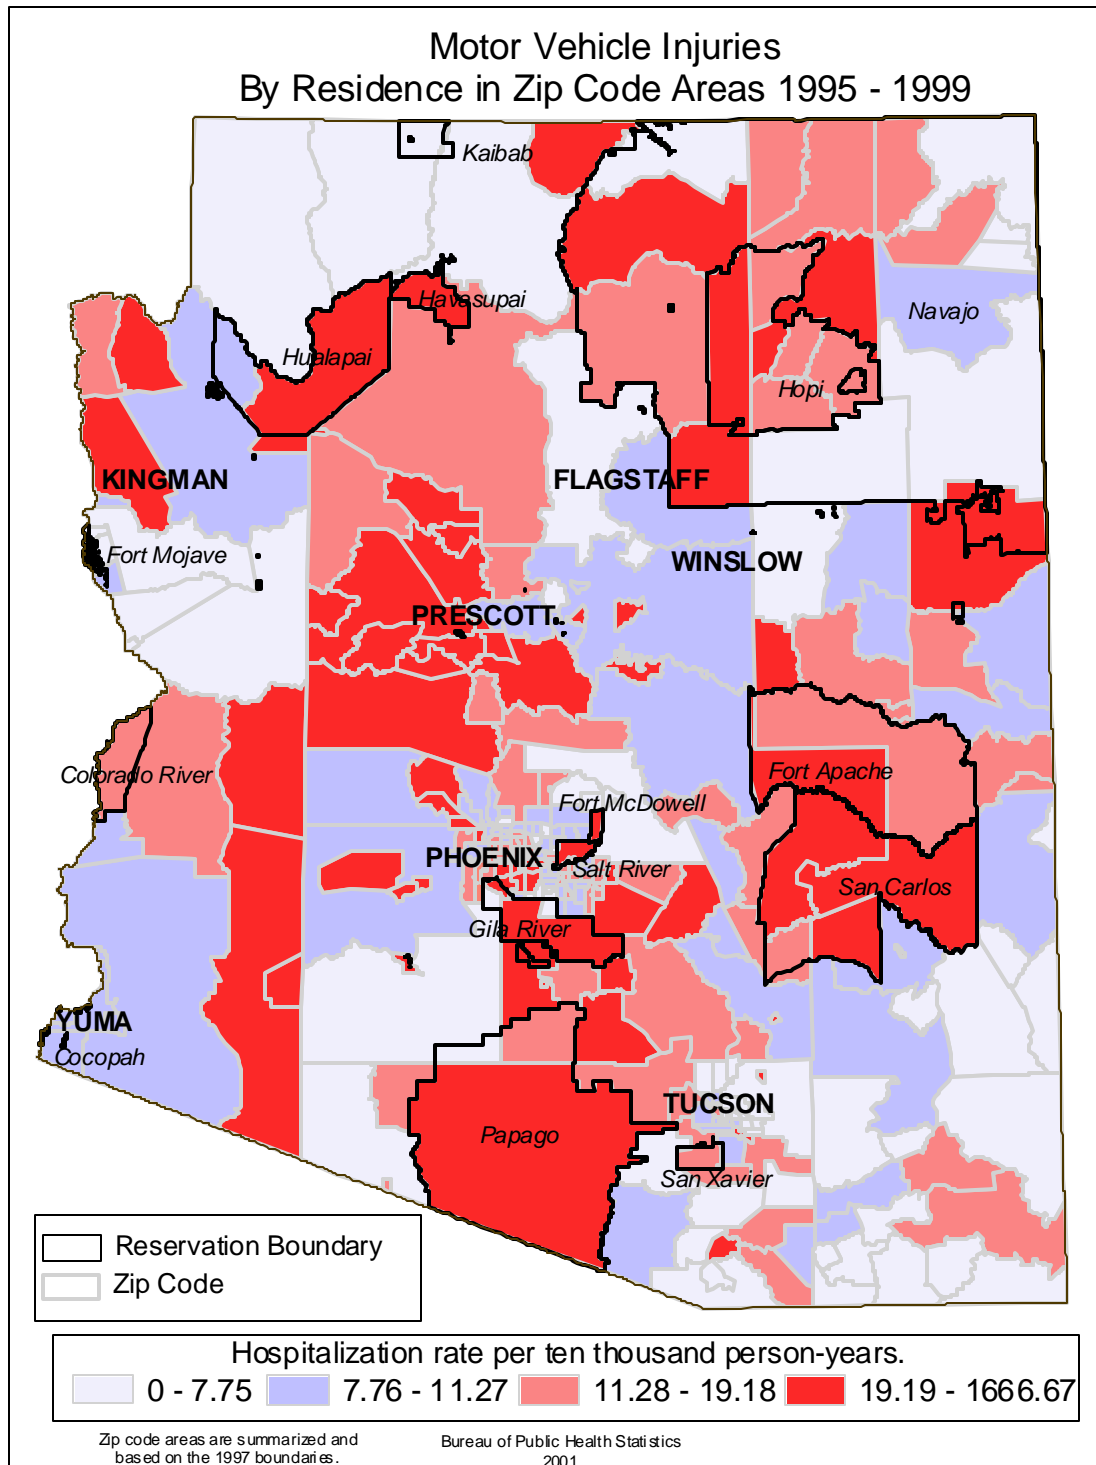 Motor Vehicle Injuries
By Residence in Zip Code Areas 1995 - 1999
Kaibab
Havasupai
Navajo
Hualapai
Hopi
KINGMAN
FLAGSTAFF
Fort Mojave
WINSLOW
PRESCOTT
Colorado River
Fort Apache
Fort McDowell
PHOENIX
Salt River
San Carlos
Gila River
YUMA
Cocopah
TUCSON
Papago
San Xavier
Reservation Boundary
Zip Code
Hospitalization rate per ten thousand person-years.
0 - 7.75 7.76 - 11.27 11.28 - 19.18 19.19 - 1666.67
Zip code areas are summarized and
based on the 1997 boundaries.
Bureau of Public Health Statistics
2001